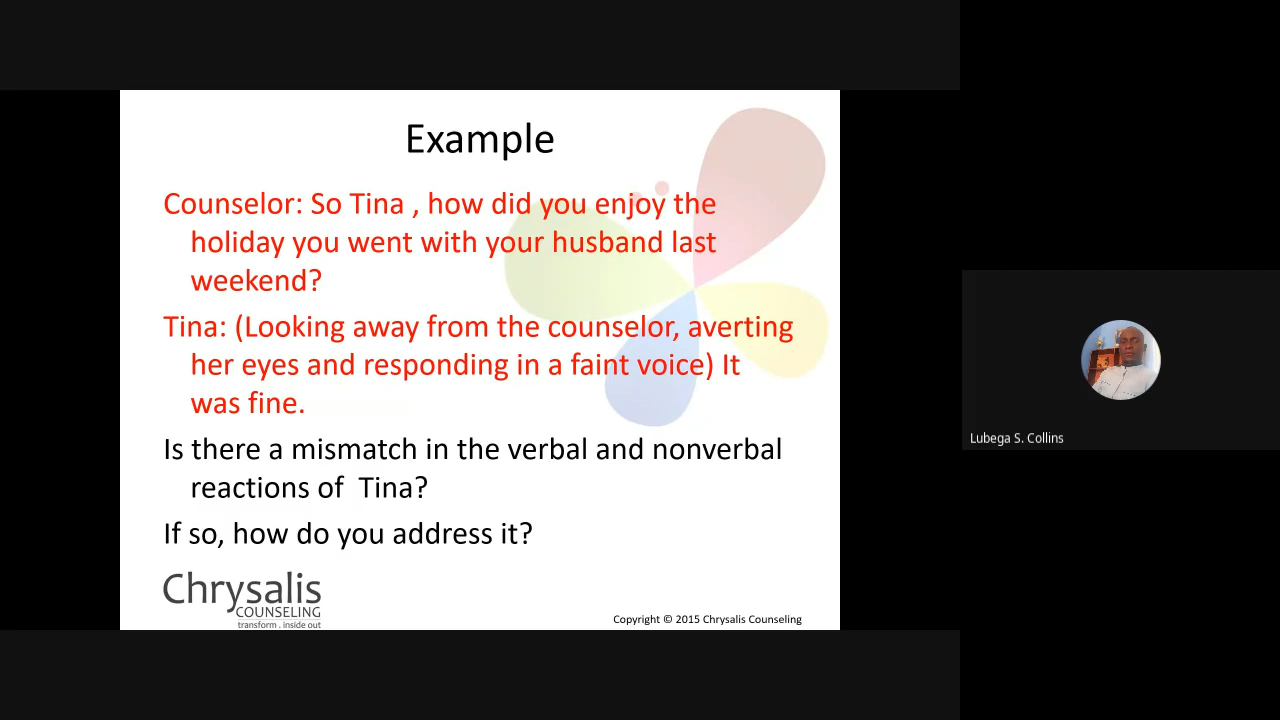 Example
Counselor: So Tina , how did you enjoy the
holiday you went with your husband last
weekend?
Tina: (Looking away from the counselor, averting
her eyes and responding in a faint voice) It
was fine.
Is there a mismatch in the verbal and nonverbal
reactions of  Tina?
If so, how do you address it?
Chrysalis
COUNSELING
transform . inside out
Copyright © 2015 Chrysalis Counseling
Lubega S. Collins